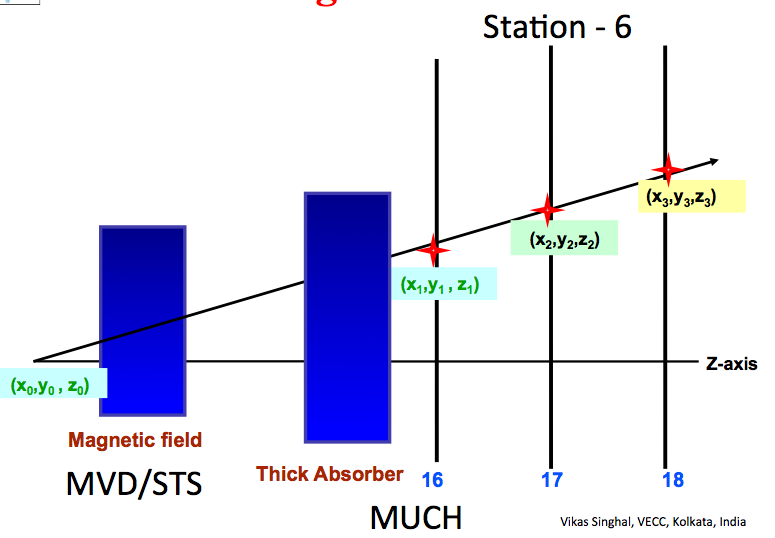 Station - 6
(x₃,y₃,z₃)
(x₂,y₂,z₂)
(x₁,y₁ , z₁)
Z-axis
(x₀,y₀ , z₀)
Magnetic field
MVD/STS
Thick Absorber
16
17
18
MUCH
Vikas Singhal, VECC, Kolkata, India